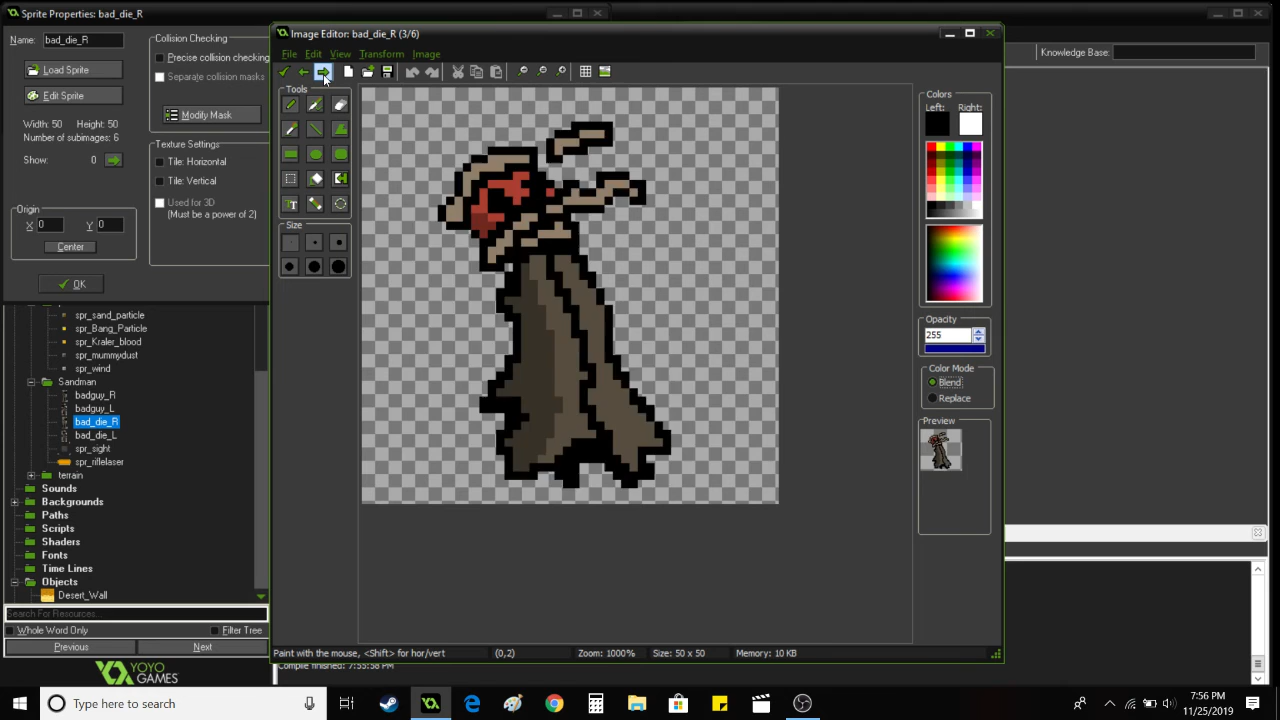 Sprite Properties: bad_die_R
Name: bad_die_R
Load Sprite
Edit Sprite
Width: 50 Height: 50
Number of subimages: 6
Show: 0
Origin
X 0 Y 0
Center
OK
Collision Checking
Precise collision checking
Separate collision masks
Modify Mask
Texture Settings
Tile: Horizontal
Tile: Vertical
Used for 3D
(Must be a power of 2)
spr_sand_particle
spr_Bang_Particle
spr_Kraler_blood
spr_mummydust
spr_wind
Sandman
badguy_R
badguy_L
bad_die_R
bad_die_L
spr_sight
spr_riflelaser
terrain
Sounds
Backgrounds
Paths
Scripts
Shaders
Fonts
Time Lines
Objects
Desert_Wall
Search For Resources...
Whole Word Only Filter Tree
Previous Next
YOYO
GAMES
Image Editor: bad_die_R (3/6)
File Edit View Transform Image
Tools
Size
Colors
Left: Right:
Opacity
255
Color Mode
Blend
Replace
Preview
Paint with the mouse, <Shift> for hor/vert (0,2) Zoom: 1000% Size: 50 x 50 Memory: 10 KB
Knowledge Base:
Compile finished: 7:55:58 PM
Type here to search
7:56 PM
11/25/2019